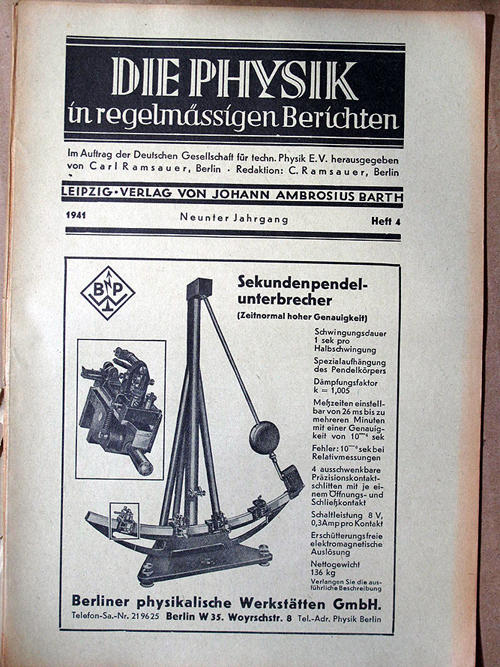 DIE PHYSIK
in regelmässigen Berichten
Im Auftrag der Deutschen Gesellschaft für techn. Physik E.V. herausgegeben
von Carl Ramsauer, Berlin · Redaktion: C. Ramsauer, Berlin
LEIPZIG · VERLAG VON JOHANN AMBROSIUS BARTH
1941 Neunter Jahrgang Heft 4
BNP
Sekundenpendel-
unterbrecher
(Zeitnormal hoher Genauigkeit)
Schwingungsdauer
1 sek pro
Halbschwingung
Spezialaufhängung
des Pendelkörpers
Dämpfungsfaktor
k = 1,005
Meßzeiten einstell-
bar von 26 ms bis zu
mehreren Minuten
mit einer Genauig-
keit von 10⁻⁴ sek
Fehler: 10⁻⁴ sek bei
Relativmessungen
4 ausschwenkbare
Präzisionskontakt-
schlitten mit je ei-
nem Öffnungs- und
Schließkontakt
Schaltleistung 8 V,
0,3 Amp pro Kontakt
Erschütterungsfreie
elektromagnetische
Auslösung
Nettogewicht
136 kg
Verlangen Sie die aus-
führliche Beschreibung
Berliner physikalische Werkstätten GmbH.
Telefon-Sa.-Nr. 219625 Berlin W 35. Woyrschstr. 8 Tel.-Adr. Physik Berlin